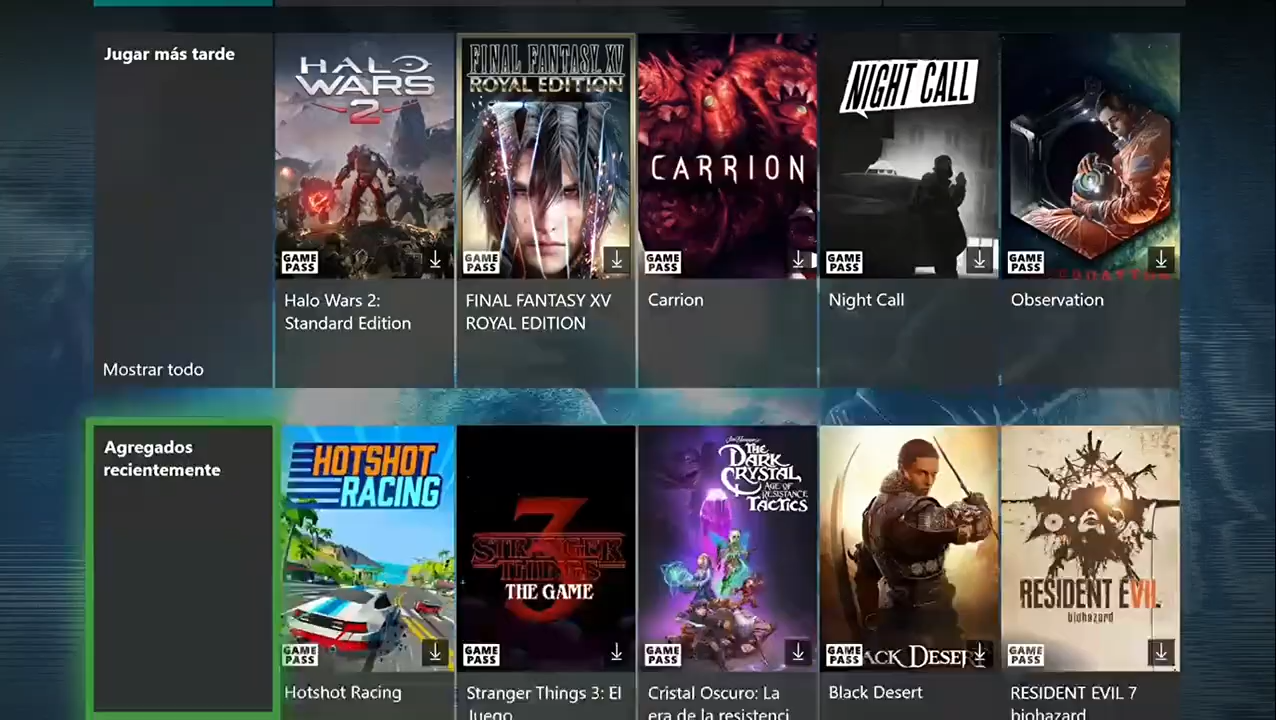 Jugar más tarde
Mostrar todo
HALO
WARS
2
GAME
PASS
Halo Wars 2:
Standard Edition
FINAL FANTASY XV
ROYAL EDITION
GAME
PASS
FINAL FANTASY XV
ROYAL EDITION
CARRION
GAME
PASS
Carrion
NIGHT CALL
GAME
PASS
Night Call
GAME
PASS
Observation
Agregados
recientemente
HOTSHOT
RACING
GAME
PASS
Hotshot Racing
3
STRANGER
THINGS
THE GAME
GAME
PASS
Stranger Things 3: El
Juego
THE
DARK
CRYSTAL
AGE OF
RESISTANCE
TACTICS
GAME
PASS
Cristal Oscuro: La
era de la resistenci
GAME
PASS
ACK DESER
Black Desert
RESIDENT EVII.
biohazard
GAME
PASS
RESIDENT EVIL 7
biohazard